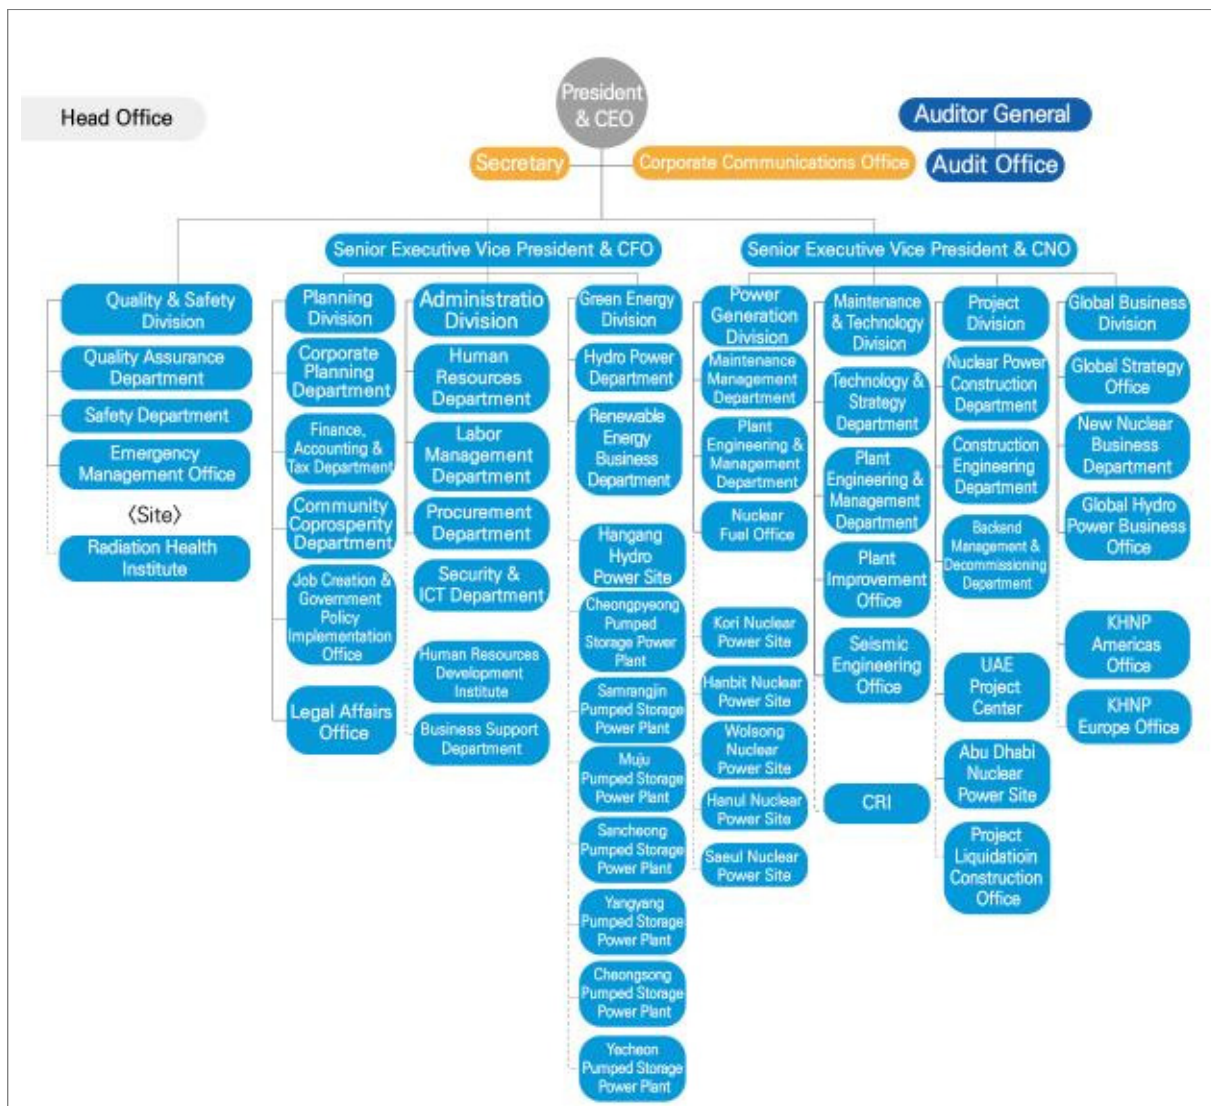 Head Office
President
& CEO
Auditor General
Secretary
Corporate Communications Office
Audit Office
Senior Executive Vice President & CFO
Senior Executive Vice President & CNO
Quality & Safety
Division
Quality Assurance
Department
Safety Department
Emergency
Management Office
〈Site〉
Radiation Health
Institute
Planning
Division
Corporate
Planning
Department
Finance,
Accounting &
Tax Department
Community
Coprosperity
Department
Job Creation &
Government
Policy
Implementation
Office
Legal Affairs
Office
Administratio
Division
Human
Resources
Department
Labor
Management
Department
Procurement
Department
Security &
ICT Department
Human Resources
Development
Institute
Business Support
Department
Green Energy
Division
Hydro Power
Department
Renewable
Energy
Business
Department
Hangang
Hydro
Power Site
Cheongpyeong
Pumped
Storage Power
Plant
Samrangjin
Pumped Storage
Power Plant
Muju
Pumped Storage
Power Plant
Sancheong
Pumped Storage
Power Plant
Yangyang
Pumped Storage
Power Plant
Cheongsong
Pumped Storage
Power Plant
Yecheon
Pumped Storage
Power Plant
Power
Generation
Division
Maintenance
Management
Department
Plant
Engineering &
Management
Department
Nuclear
Fuel Office
Kori Nuclear
Power Site
Hanbit Nuclear
Power Site
Wolsong
Nuclear
Power Site
Hanul Nuclear
Power Site
Saeul Nuclear
Power Site
Maintenance
& Technology
Division
Technology &
Strategy
Department
Plant
Engineering &
Management
Department
Plant
Improvement
Office
Seismic
Engineering
Office
CRI
Project
Division
Nuclear Power
Construction
Department
Construction
Engineering
Department
Backend
Management &
Decommissioning
Department
UAE
Project
Center
Abu Dhabi
Nuclear
Power Site
Project
Liquidatioin
Construction
Office
Global Business
Division
Global Strategy
Office
New Nuclear
Business
Department
Global Hydro
Power Business
Office
KHNP
Americas
Office
KHNP
Europe Office